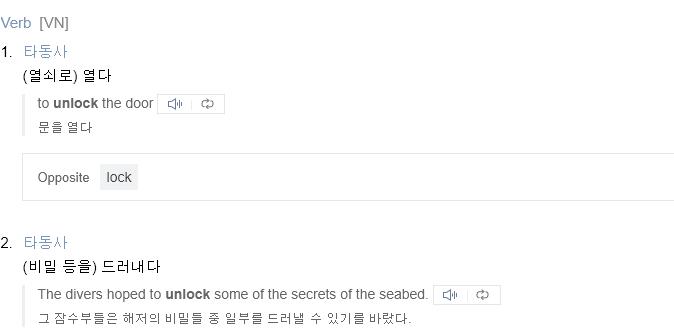 Verb [VN]
1. 타동사
(열쇠로) 열다
to unlock the door
문을 열다
Opposite lock
2. 타동사
(비밀 등을) 드러내다
The divers hoped to unlock some of the secrets of the seabed.
그 잠수부들은 해저의 비밀들 중 일부를 드러낼 수 있기를 바랐다.